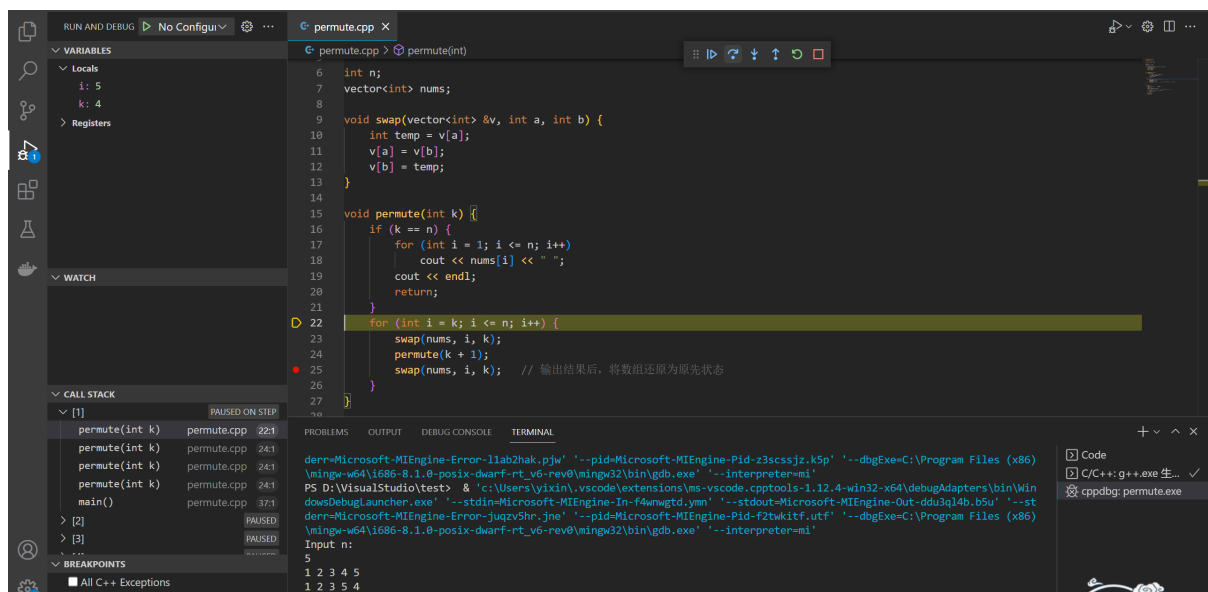 RUN AND DEBUG No Configur
VARIABLES
Locals
i: 5
k: 4
Registers
WATCH
CALL STACK
[1] PAUSED ON STEP
permute(int k) permute.cpp 22:1
permute(int k) permute.cpp 24:1
permute(int k) permute.cpp 24:1
permute(int k) permute.cpp 24:1
main() permute.cpp 37:1
[2] PAUSED
[3] PAUSED
BREAKPOINTS
All C++ Exceptions
1
permute.cpp
permute.cpp > permute(int)
6 int n;
7 vector<int> nums;
8
9 void swap(vector<int> &v, int a, int b) {
10 int temp = v[a];
11 v[a] = v[b];
12 v[b] = temp;
13 }
14
15 void permute(int k) {
16 if (k == n) {
17 for (int i = 1; i <= n; i++)
18 cout << nums[i] << " ";
19 cout << endl;
20 return;
21 }
22 for (int i = k; i <= n; i++) {
23 swap(nums, i, k);
24 permute(k + 1);
25 swap(nums, i, k); // 输出结果后，将数组还原为原先状态
26 }
27 }
PROBLEMS OUTPUT DEBUG CONSOLE TERMINAL
derr=Microsoft-MIEngine-Error-l1ab2hak.pjw' '--pid=Microsoft-MIEngine-Pid-z3scssjz.k5p' '--dbgExe=C:\Program Files (x86)
\mingw-w64\i686-8.1.0-posix-dwarf-rt_v6-rev0\mingw32\bin\gdb.exe' '--interpreter=mi'
PS D:\VisualStudio\test> & 'c:\Users\yixin\.vscode\extensions\ms-vscode.cpptools-1.12.4-win32-x64\debugAdapters\bin\Win
dowsDebugLauncher.exe' '--stdin=Microsoft-MIEngine-In-f4wnwgtd.ymn' '--stdout=Microsoft-MIEngine-Out-ddu3ql4b.b5u' '--st
derr=Microsoft-MIEngine-Error-juqzv5hr.jne' '--pid=Microsoft-MIEngine-Pid-f2twkitf.utf' '--dbgExe=C:\Program Files (x86)
\mingw-w64\i686-8.1.0-posix-dwarf-rt_v6-rev0\mingw32\bin\gdb.exe' '--interpreter=mi'
Input n:
5
1 2 3 4 5
1 2 3 5 4
Code
C/C++: g++.exe 生...
cppdbg: permute.exe